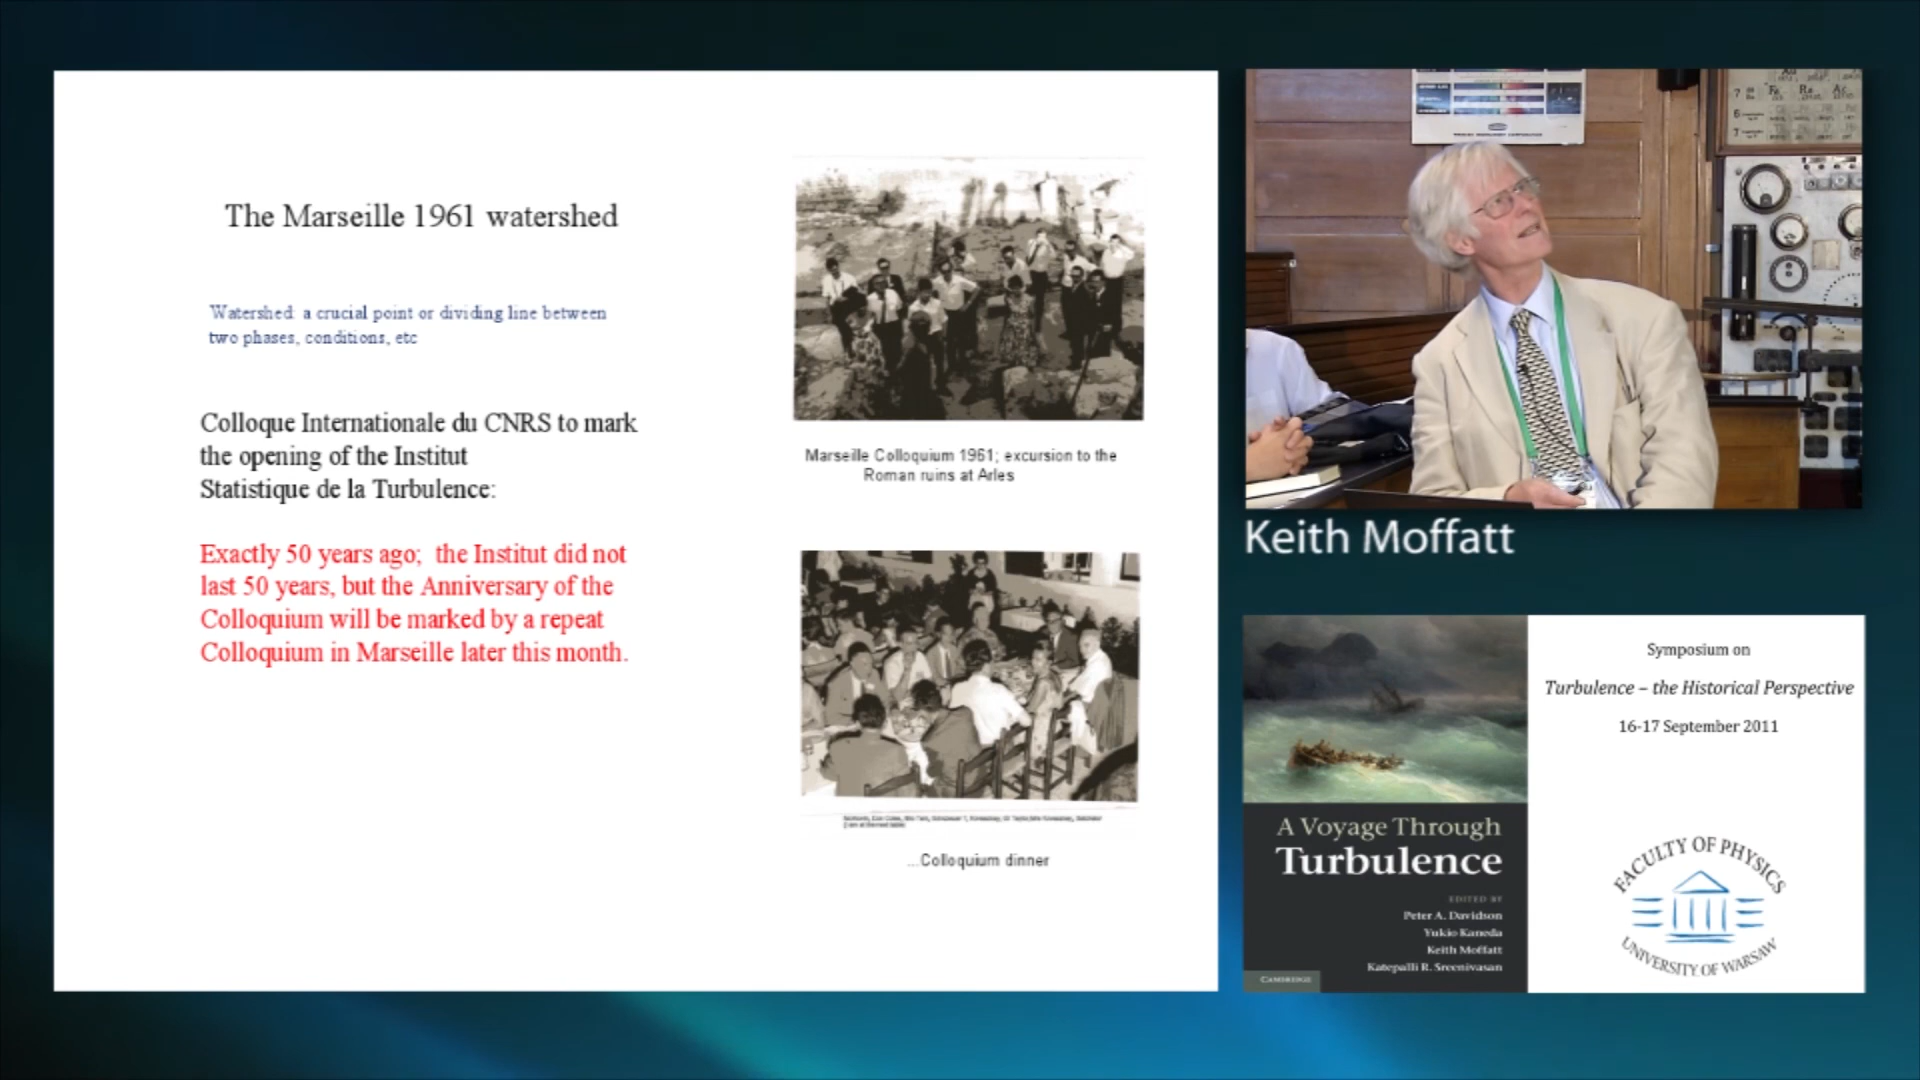 The Marseille 1961 watershed
Watershed: a crucial point or dividing line between
two phases, conditions, etc
Colloque Internationale du CNRS to mark
the opening of the Institut
Statistique de la Turbulence:
Exactly 50 years ago; the Institut did not
last 50 years, but the Anniversary of the
Colloquium will be marked by a repeat
Colloquium in Marseille later this month.
Marseille Colloquium 1961; excursion to the
Roman ruins at Arles
...Colloquium dinner
Fe Ra Ac
Keith Moffatt
A Voyage Through
Turbulence
EDITED BY
Peter A. Davidson
Yukio Kaneda
Keith Moffatt
Katepalli R. Sreenivasan
CAMBRIDGE
Symposium on
Turbulence – the Historical Perspective
16-17 September 2011
FACULTY OF PHYSICS
UNIVERSITY OF WARSAW